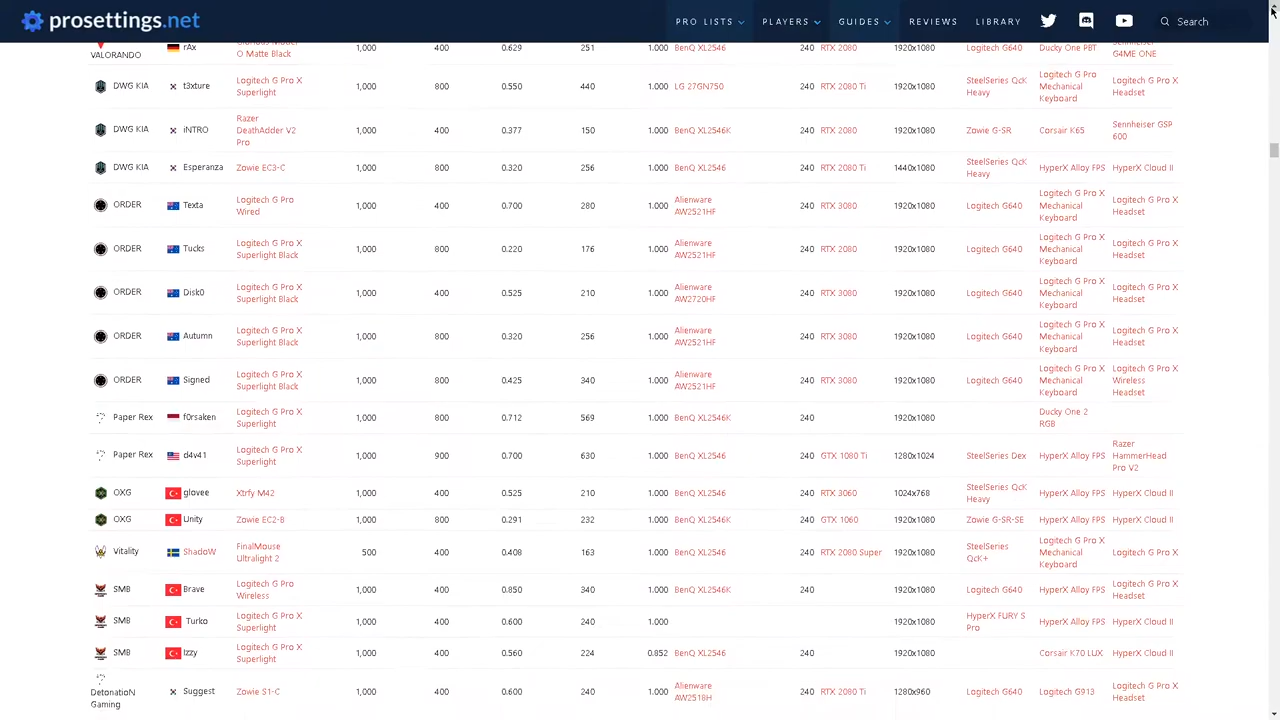 prosettings.net
PRO LISTS PLAYERS GUIDES REVIEWS LIBRARY Search
VALORANDO rAx O Matte Black 1,000 400 0.629 251 1.000 BenQ XL2546 240 RTX 2080 1920x1080 Logitech G640 Ducky One PBT G4ME ONE
DWG KIA t3xture Logitech G Pro X Superlight 1,000 800 0.550 440 1.000 LG 27GN750 240 RTX 2080 Ti 1920x1080 SteelSeries QcK Heavy Logitech G Pro Mechanical Keyboard Logitech G Pro X Headset
DWG KIA iNTRO Razer DeathAdder V2 Pro 1,000 400 0.377 150 1.000 BenQ XL2546K 240 RTX 2080 1920x1080 Zowie G-SR Corsair K65 Sennheiser GSP 600
DWG KIA Esperanza Zowie EC3-C 1,000 800 0.320 256 1.000 BenQ XL2546 240 RTX 2080 Ti 1440x1080 SteelSeries QcK Heavy HyperX Alloy FPS HyperX Cloud II
ORDER Texta Logitech G Pro Wired 1,000 400 0.700 280 1.000 Alienware AW2521HF 240 RTX 3080 1920x1080 Logitech G640 Logitech G Pro X Mechanical Keyboard Logitech G Pro X Headset
ORDER Tucks Logitech G Pro X Superlight Black 1,000 800 0.220 176 1.000 Alienware AW2521HF 240 RTX 2080 1920x1080 Logitech G640 Logitech G Pro X Mechanical Keyboard Logitech G Pro X Headset
ORDER Disk0 Logitech G Pro X Superlight Black 1,000 400 0.525 210 1.000 Alienware AW2720HF 240 RTX 3080 1920x1080 Logitech G640 Logitech G Pro X Mechanical Keyboard Logitech G Pro X Headset
ORDER Autumn Logitech G Pro X Superlight Black 1,000 800 0.320 256 1.000 Alienware AW2521HF 240 RTX 3080 1920x1080 Logitech G640 Logitech G Pro X Mechanical Keyboard Logitech G Pro X Headset
ORDER Signed Logitech G Pro X Superlight Black 1,000 800 0.425 340 1.000 Alienware AW2521HF 240 RTX 3080 1920x1080 Logitech G640 Logitech G Pro X Mechanical Keyboard Logitech G Pro X Wireless Headset
Paper Rex f0rsaken Logitech G Pro X Superlight 1,000 800 0.712 569 1.000 BenQ XL2546K 240 1920x1080 Ducky One 2 RGB
Paper Rex d4v41 Logitech G Pro X Superlight 1,000 900 0.700 630 1.000 BenQ XL2546 240 GTX 1080 Ti 1280x1024 SteelSeries Dex HyperX Alloy FPS Razer HammerHead Pro V2
OXG glovee Xtrfy M42 1,000 400 0.525 210 1.000 BenQ XL2546 240 RTX 3060 1024x768 SteelSeries QcK Heavy HyperX Alloy FPS HyperX Cloud II
OXG Unity Zowie EC2-B 1,000 800 0.291 232 1.000 BenQ XL2546K 240 GTX 1060 1920x1080 Zowie G-SR-SE HyperX Alloy FPS HyperX Cloud II
Vitality ShadoW FinalMouse Ultralight 2 500 400 0.408 163 1.000 BenQ XL2546 240 RTX 2080 Super 1920x1080 SteelSeries QcK+ Logitech G Pro X Mechanical Keyboard Logitech G Pro X
SMB Brave Logitech G Pro Wireless 1,000 400 0.850 340 1.000 BenQ XL2546K 240 1920x1080 Logitech G640 HyperX Alloy FPS Logitech G Pro X Headset
SMB Turko Logitech G Pro X Superlight 1,000 400 0.600 240 1.000 1920x1080 HyperX FURY S Pro HyperX Alloy FPS HyperX Cloud II
SMB Izzy Logitech G Pro X Superlight 1,000 400 0.560 224 0.852 BenQ XL2546 240 1920x1080 Corsair K70 LUX HyperX Cloud II
DetonatioN Gaming Suggest Zowie S1-C 1,000 400 0.600 240 1.000 Alienware AW2518H 240 RTX 2080 Ti 1280x960 Logitech G640 Logitech G913 Logitech G Pro X Headset